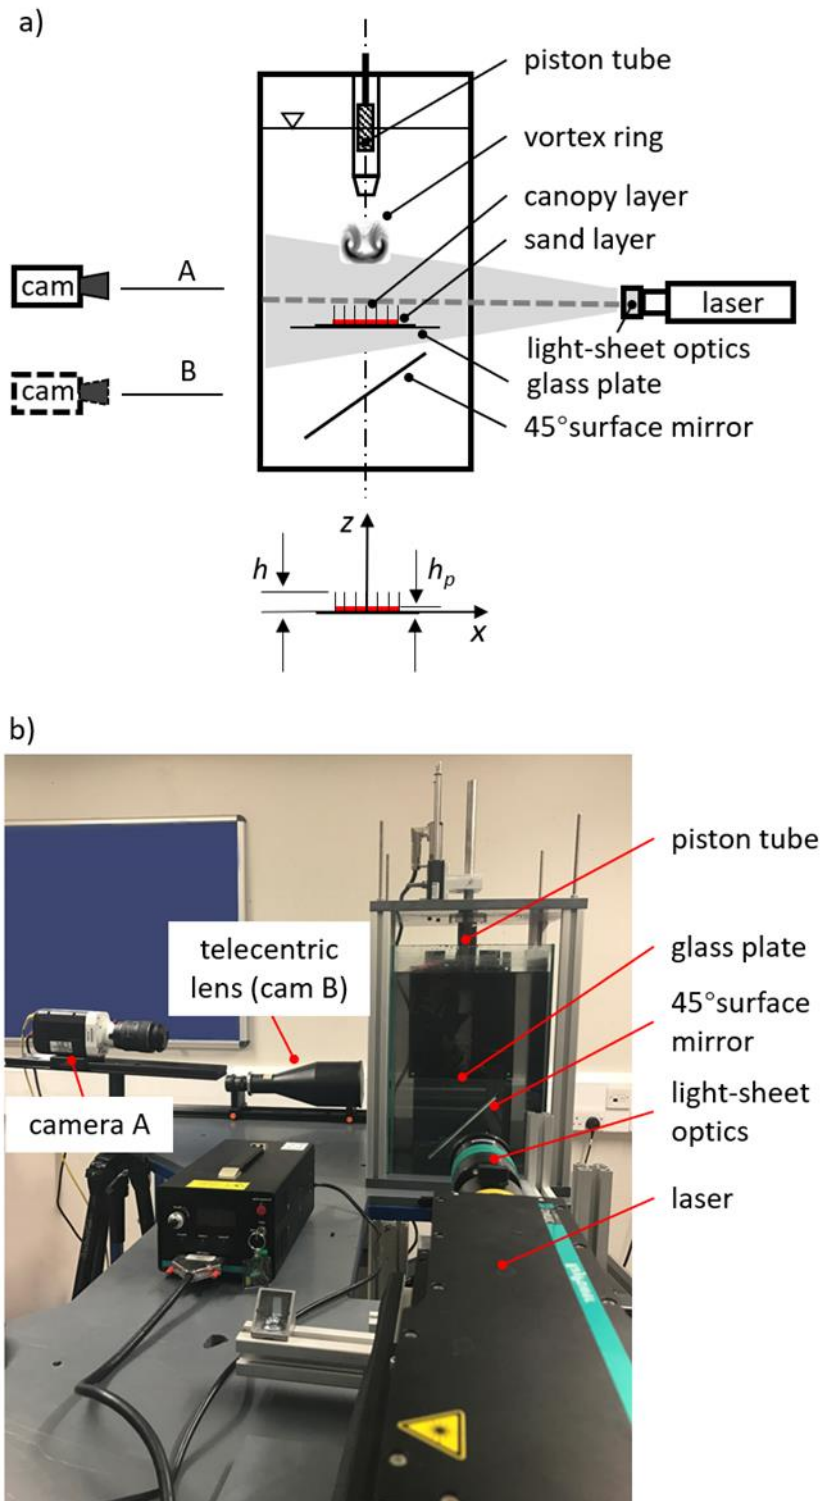 a)
piston tube
vortex ring
canopy layer
sand layer
cam
A
laser
light-sheet optics
cam
B
glass plate
45°surface mirror
z
h
h_p
x
b)
piston tube
glass plate
telecentric
lens (cam B)
45°surface
mirror
light-sheet
optics
camera A
laser